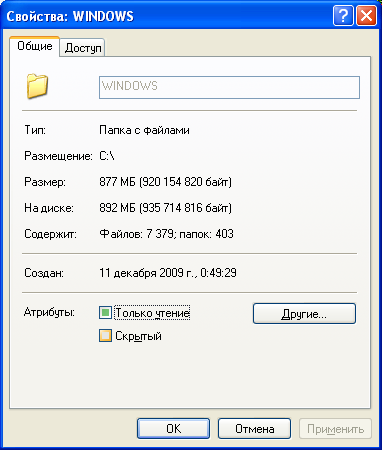 Свойства: WINDOWS
Общие Доступ
WINDOWS
Тип: Папка с файлами
Размещение: C:\
Размер: 877 МБ (920 154 820 байт)
На диске: 892 МБ (935 714 816 байт)
Содержит: Файлов: 7 379; папок: 403
Создан: 11 декабря 2009 г., 0:49:29
Атрибуты: Только чтение Другие...
Скрытый
ОК Отмена Применить